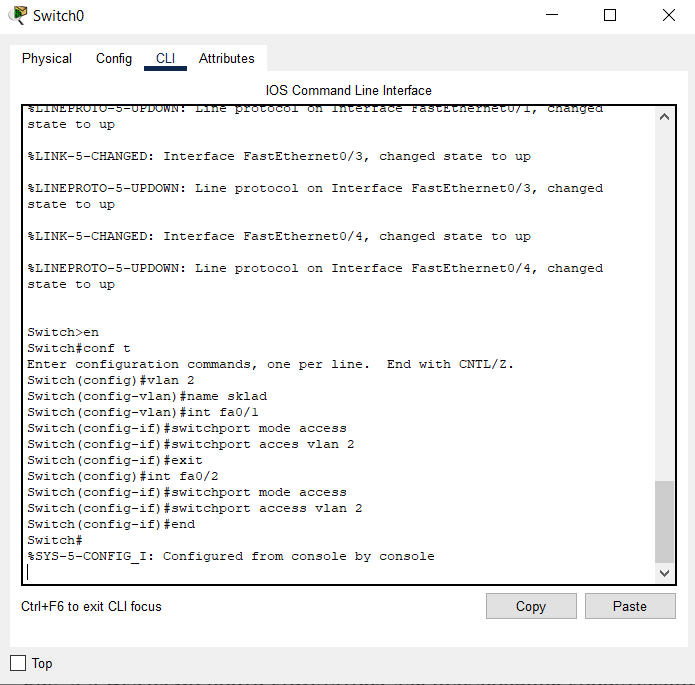 Switch0
Physical Config CLI Attributes
IOS Command Line Interface
%LINEPROTO-5-UPDOWN: Line protocol on Interface FastEthernet0/1, changed
state to up
%LINK-5-CHANGED: Interface FastEthernet0/3, changed state to up
%LINEPROTO-5-UPDOWN: Line protocol on Interface FastEthernet0/3, changed
state to up
%LINK-5-CHANGED: Interface FastEthernet0/4, changed state to up
%LINEPROTO-5-UPDOWN: Line protocol on Interface FastEthernet0/4, changed
state to up
Switch>en
Switch#conf t
Enter configuration commands, one per line.  End with CNTL/Z.
Switch(config)#vlan 2
Switch(config-vlan)#name sklad
Switch(config-vlan)#int fa0/1
Switch(config-if)#switchport mode access
Switch(config-if)#switchport acces vlan 2
Switch(config-if)#exit
Switch(config)#int fa0/2
Switch(config-if)#switchport mode access
Switch(config-if)#switchport access vlan 2
Switch(config-if)#end
Switch#
%SYS-5-CONFIG_I: Configured from console by console
Ctrl+F6 to exit CLI focus
Copy Paste
Top